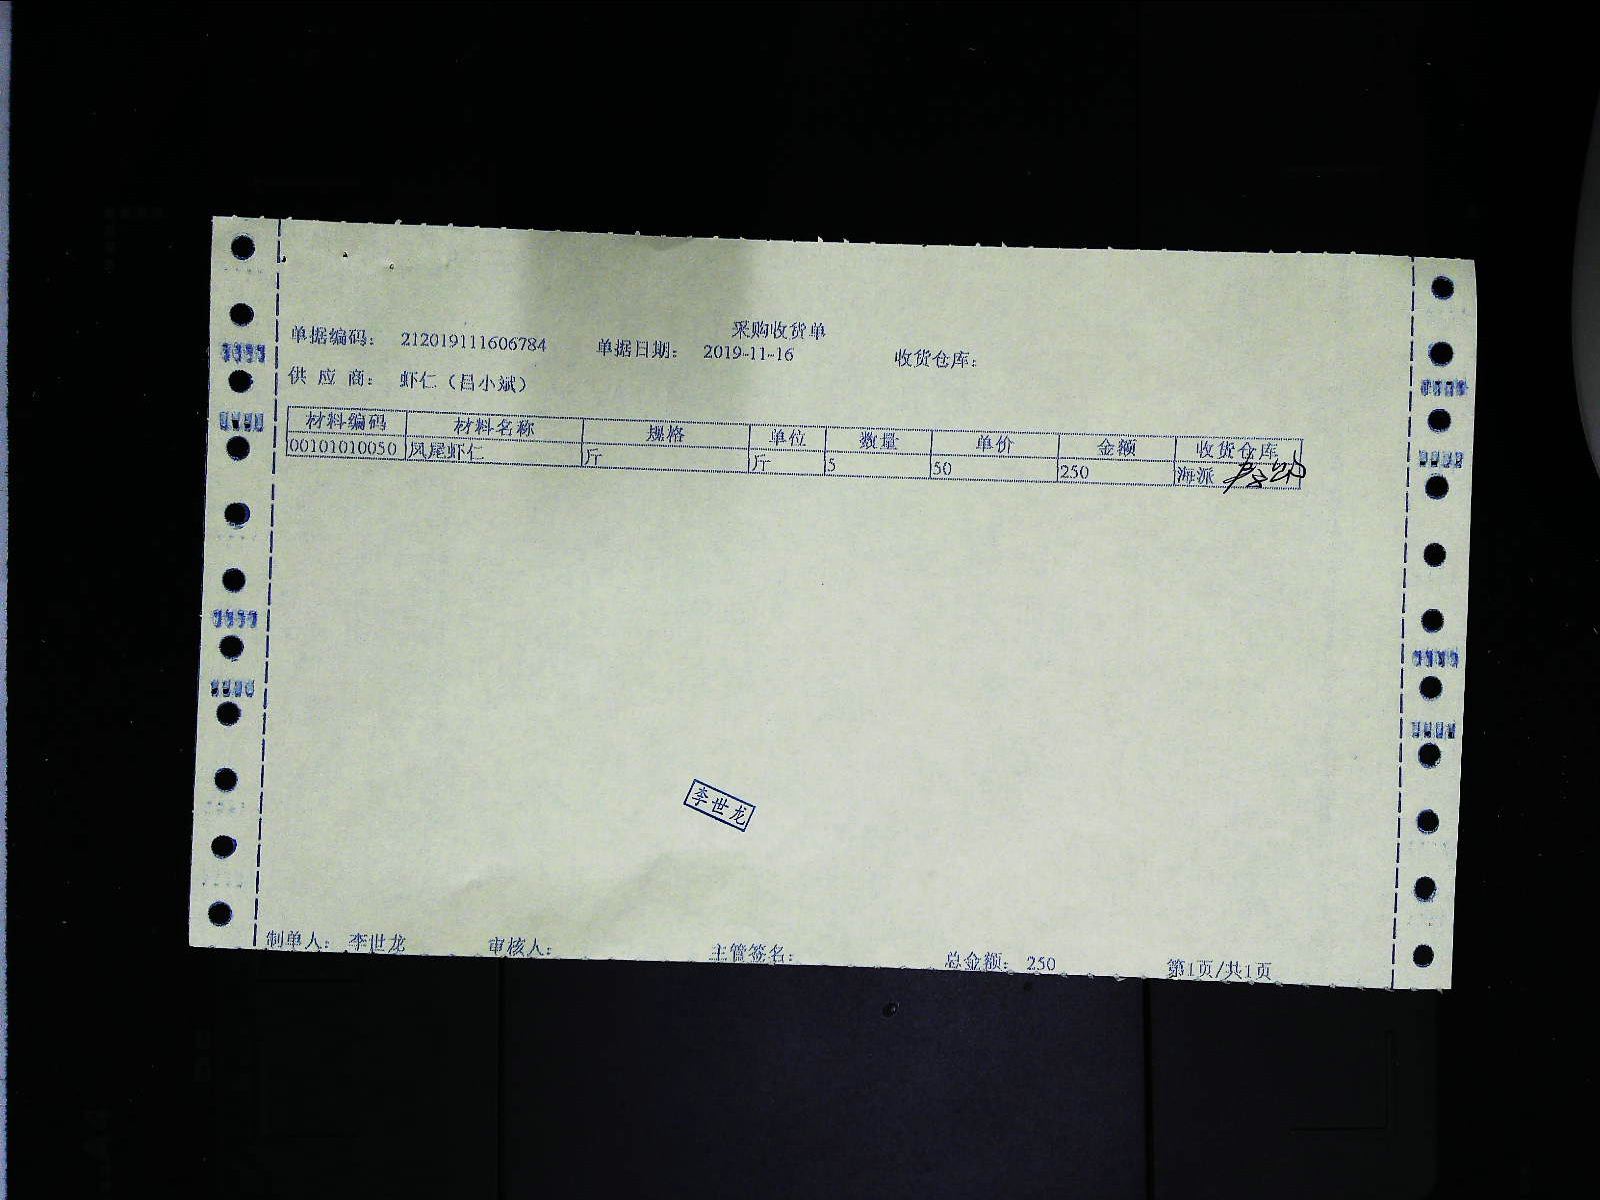 采购收货单
单据编码： 212019111606784 单据日期： 2019-11-16 收货仓库：
供 应 商： 虾仁（吕小斌）
材料编码 材料名称 规格 单位 数量 单价 金额 收货仓库
00101010050 凤尾虾仁 斤 斤 5 50 250 海派
李世龙
制单人： 李世龙 审核人： 主管签名： 总金额： 250 第1页/共1页